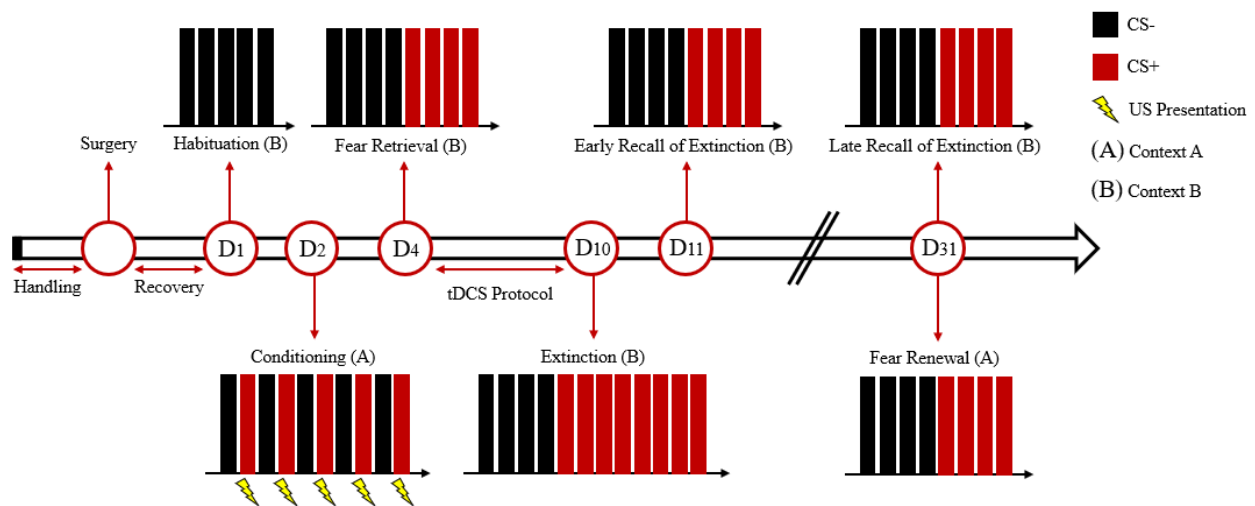 CS-
CS+
US Presentation
(A) Context A
(B) Context B
Surgery
Habituation (B)
Fear Retrieval (B)
Early Recall of Extinction (B)
Late Recall of Extinction (B)
D1
D2
D4
D10
D11
D31
Handling
Recovery
tDCS Protocol
Conditioning (A)
Extinction (B)
Fear Renewal (A)